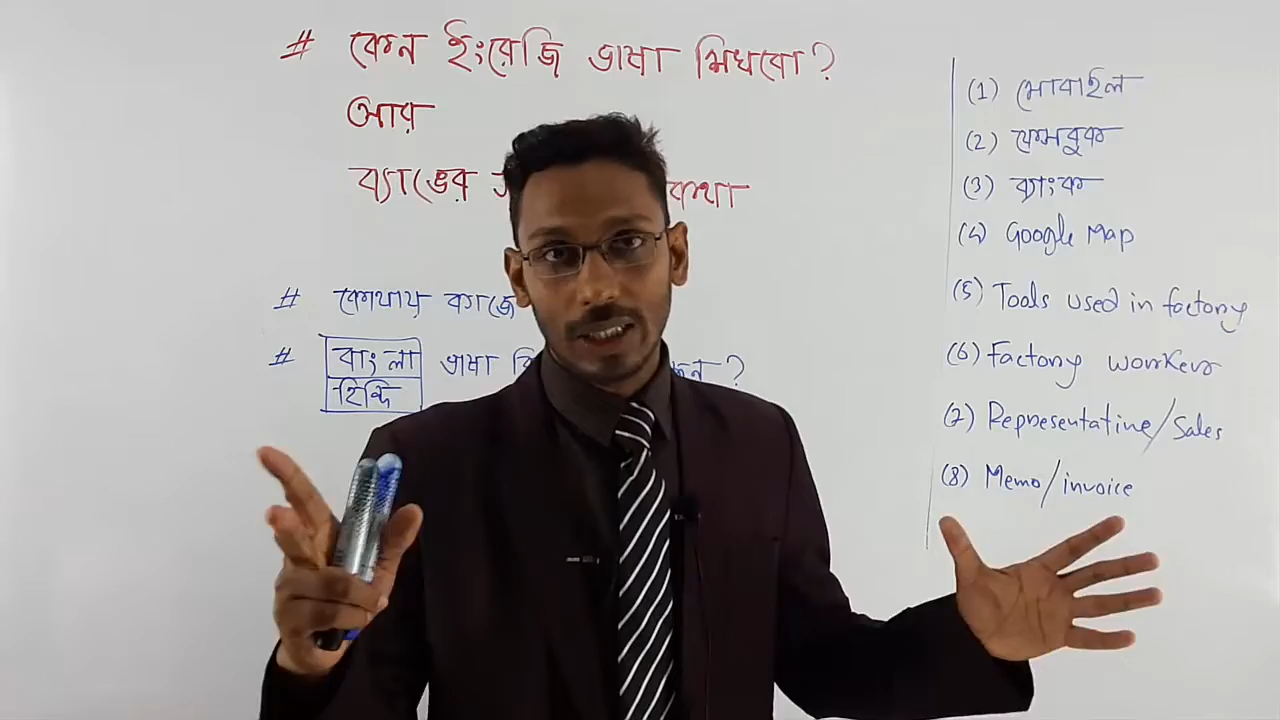 # কেন ইংরেজি ভাষা শিখবো?
আর
ব্যাঙের কথা
# কোথায় কাজে
# বাংলা ভাষা ?
হিন্দি
(1) মোবাইল
(2) ফেসবুক
(3) ব্যাংক
(4) Google Map
(5) Tools used in factory
(6) Factory workers
(7) Representative/Sales
(8) Memo/invoice